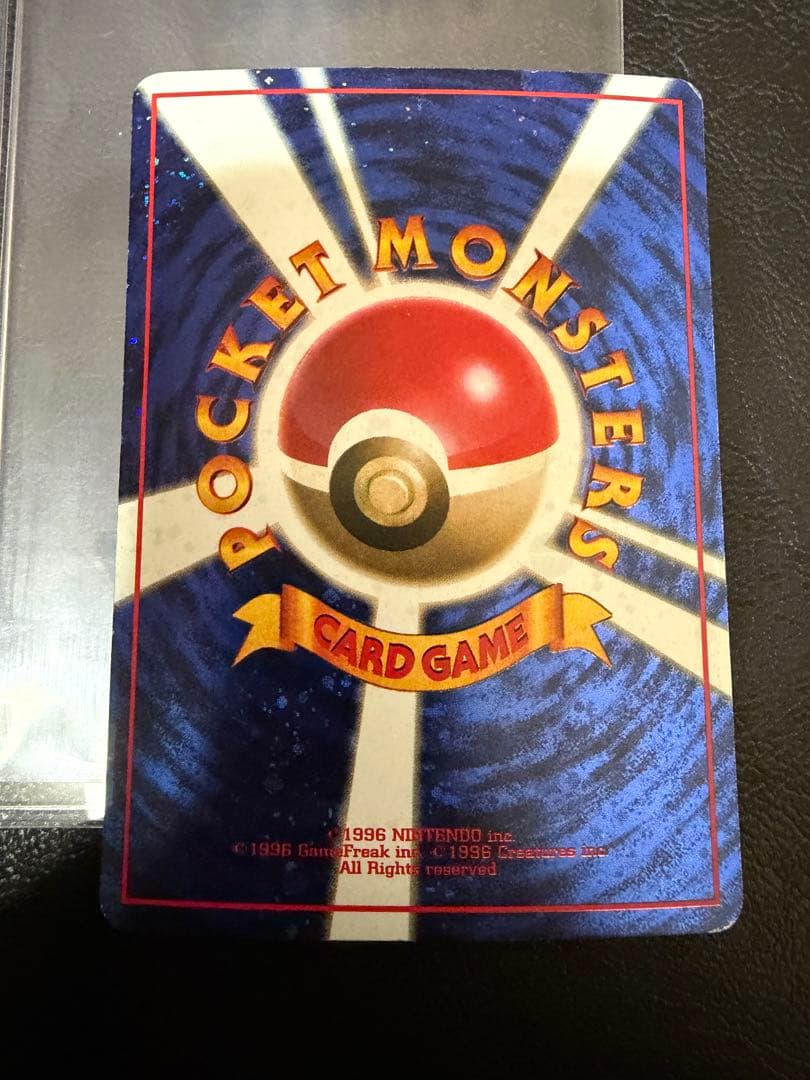 POCKET MONSTERS
CARD GAME
©1996 NINTENDO inc.
©1996 GameFreak inc. ©1996 Creatures inc.
All Rights reserved